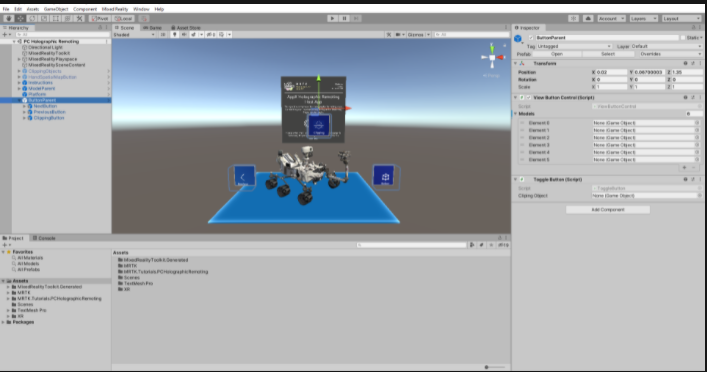 File Edit Assets GameObject Component Mixed Reality Window Help
Pivot Local Account Layers Layout
Hierarchy
PC Holographic Remoting
Directional Light
MixedRealityToolkit
MixedRealityPlayspace
MixedRealitySceneContent
ClippingObjects
Instructions
ModelParent
Platform
ButtonParent
NextButton
PreviousButton
ClippingButton
Scene Game Asset Store
Shaded
Gizmos
All
Inspector
ButtonParent Static
Tag Untagged Layer Default
Prefab Open Select Overrides
Transform
Position X 0.02 Y Z 1.35
Rotation X 0 Y 0 Z 0
Scale X 1 Y 1 Z 1
View Button Control (Script)
Script ViewButtonControl
Models 6
Element 0 None (Game Object)
Element 1 None (Game Object)
Element 2 None (Game Object)
Element 3 None (Game Object)
Element 4 None (Game Object)
Element 5 None (Game Object)
Toggle Button (Script)
Script ToggleButton
Cliping Object None (Game Object)
Add Component
Project Console
Favorites
All Materials
All Models
All Prefabs
Assets
MixedRealityToolkit.Generated
MRTK
MRTK.Tutorials.PCHolographicRemoting
Scenes
TextMesh Pro
XR
Packages
Assets
MixedRealityToolkit.Generated
MRTK
MRTK.Tutorials.PCHolographicRemoting
Scenes
TextMesh Pro
XR